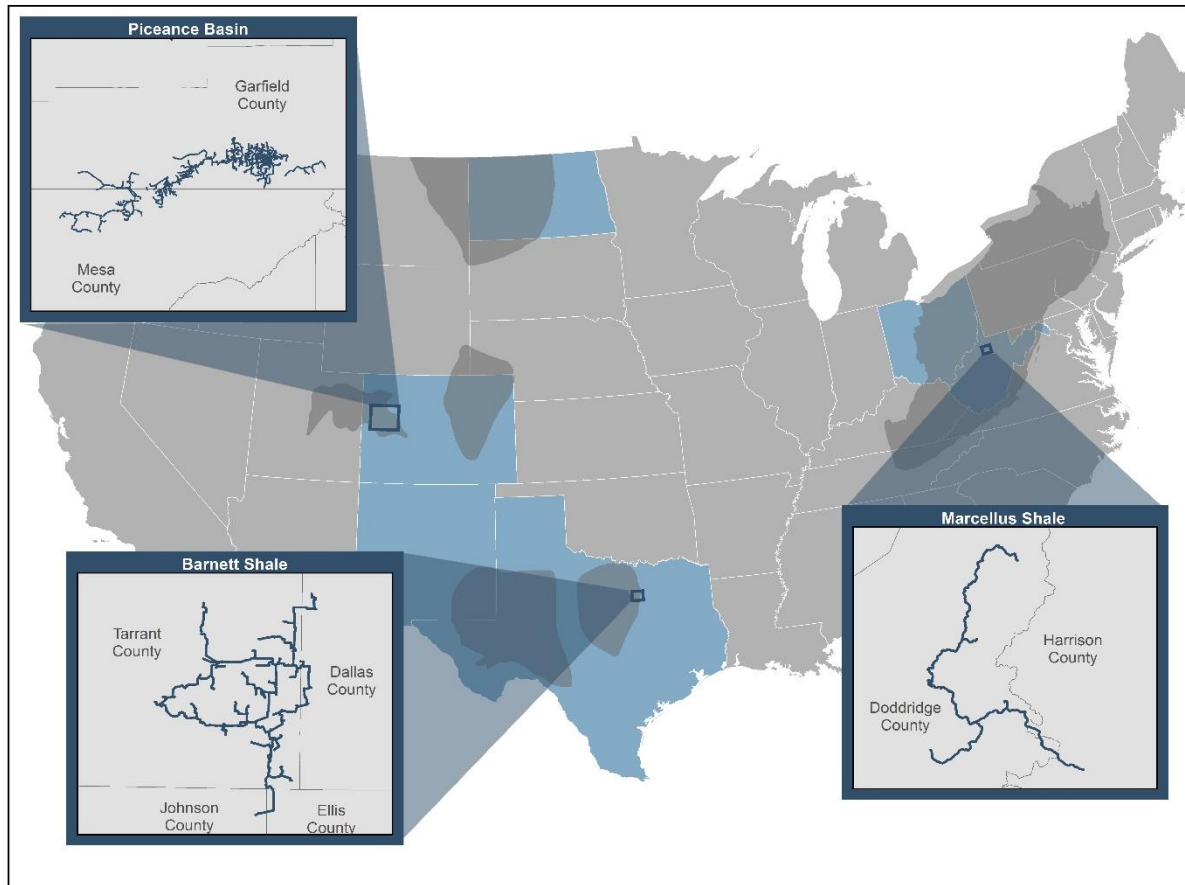 Piceance Basin
Garfield
County
Mesa
County
Barnett Shale
Tarrant
County
Dallas
County
Johnson
County
Ellis
County
Marcellus Shale
Harrison
County
Doddridge
County